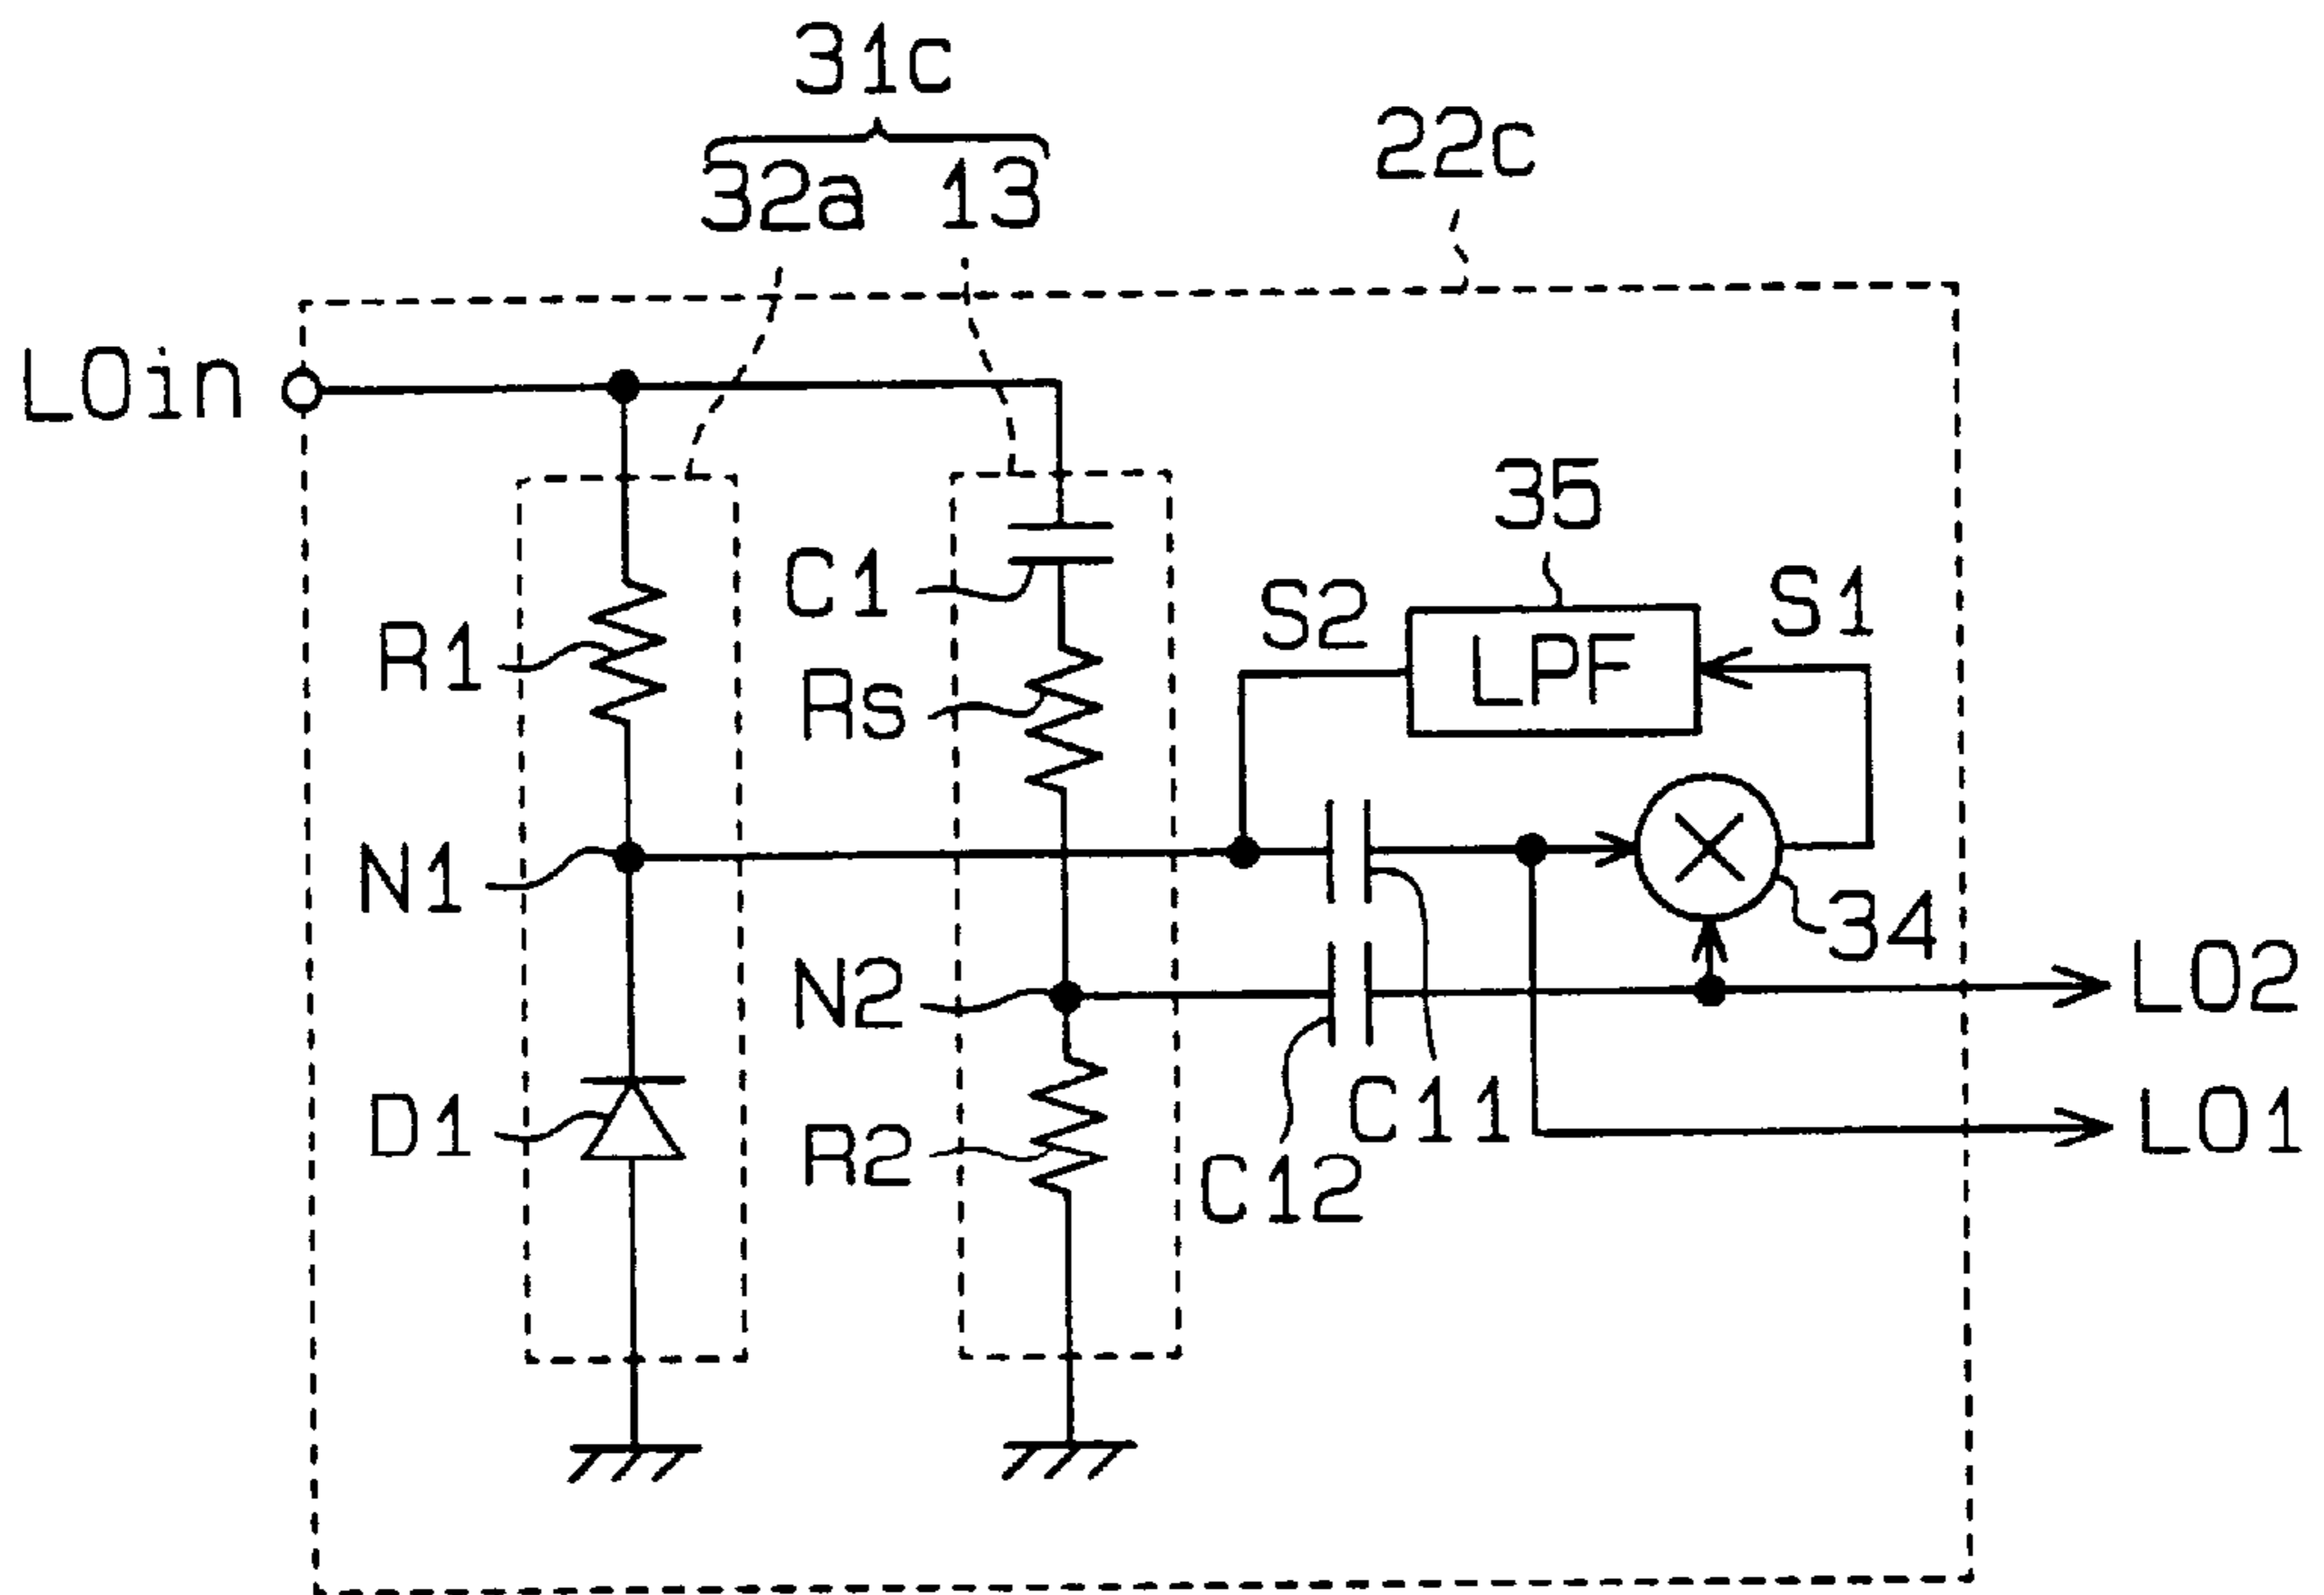 31c
32a 13
22c
LOin
35
C1
S2
S1
LPF
R1
Rs
N1
34
N2
LO2
D1
C11
LO1
R2
C12